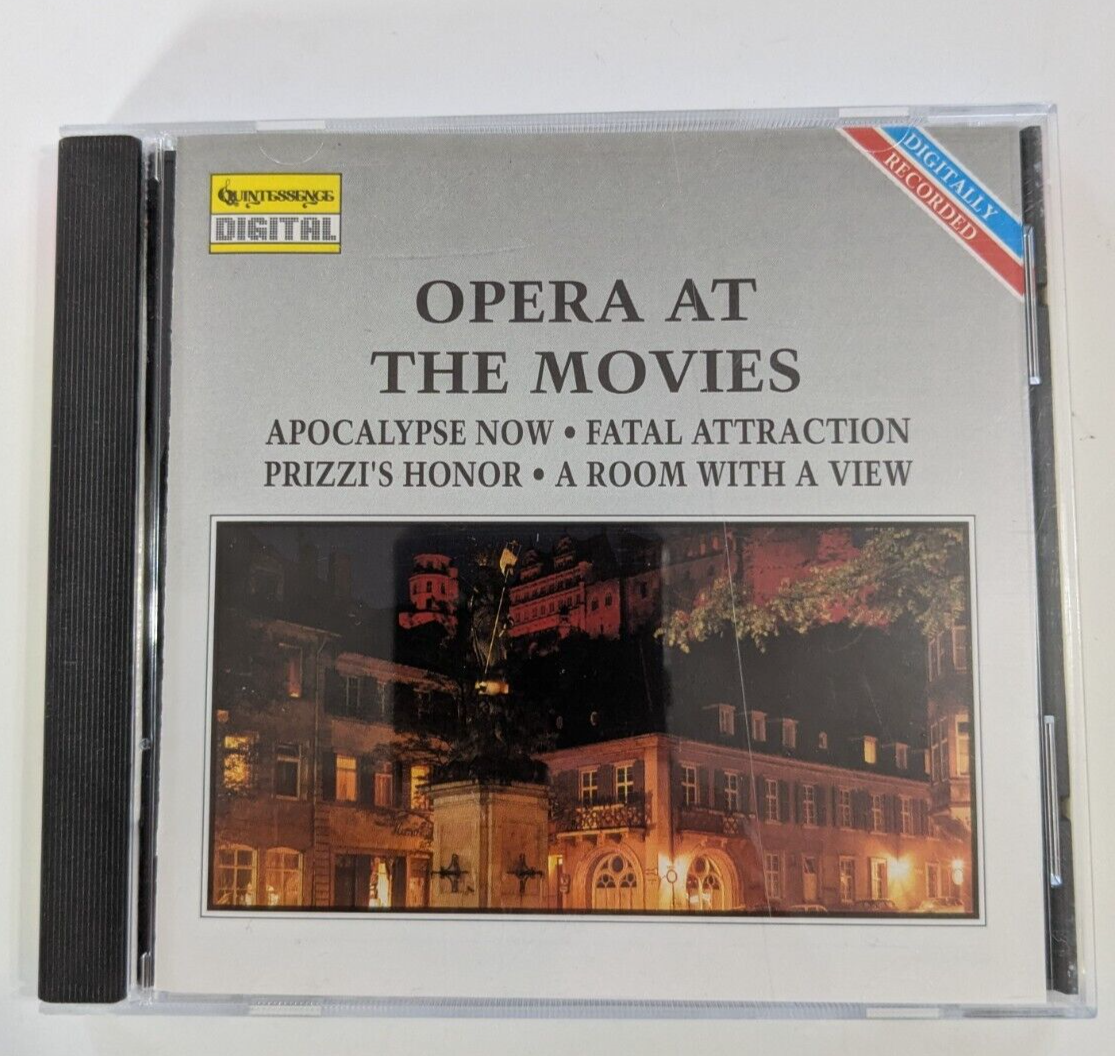 QUINTESSENCE
DIGITAL
DIGITALLY
RECORDED
OPERA AT
THE MOVIES
APOCALYPSE NOW • FATAL ATTRACTION
PRIZZI'S HONOR • A ROOM WITH A VIEW